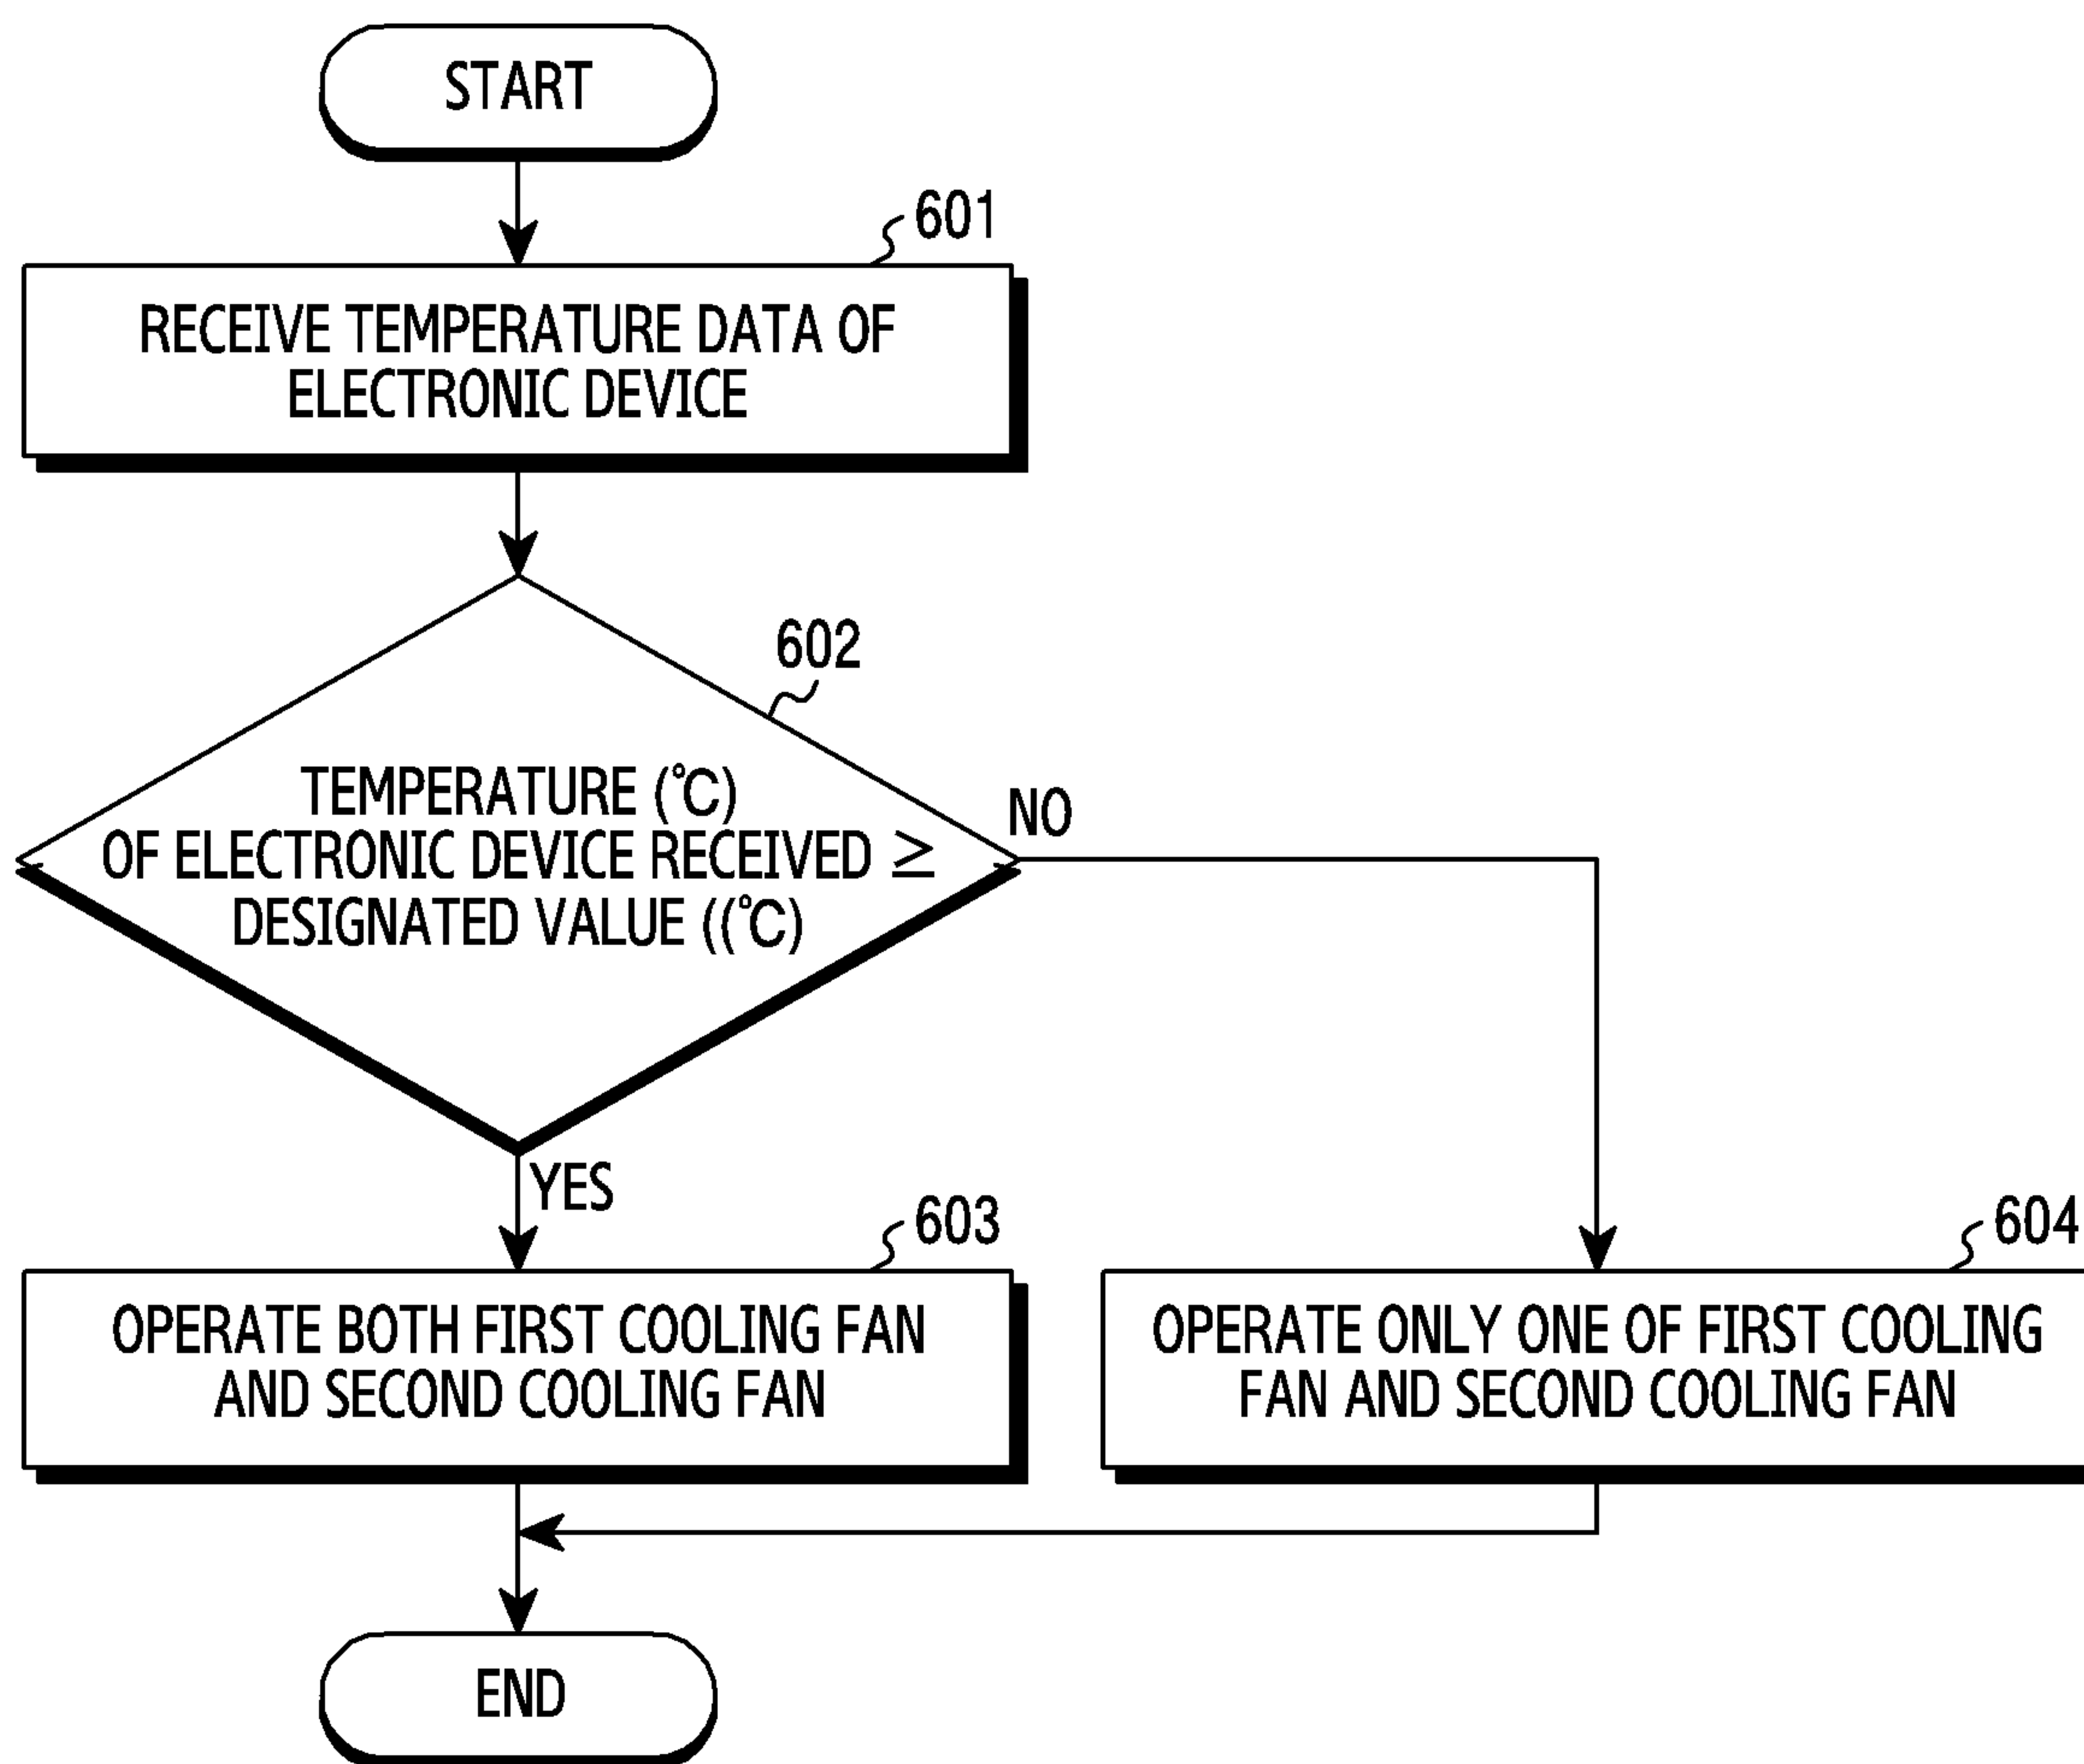 START
601
RECEIVE TEMPERATURE DATA OF
ELECTRONIC DEVICE
602
TEMPERATURE (℃)
OF ELECTRONIC DEVICE RECEIVED ≥
DESIGNATED VALUE ((℃)
NO
YES
603
OPERATE BOTH FIRST COOLING FAN
AND SECOND COOLING FAN
604
OPERATE ONLY ONE OF FIRST COOLING
FAN AND SECOND COOLING FAN
END